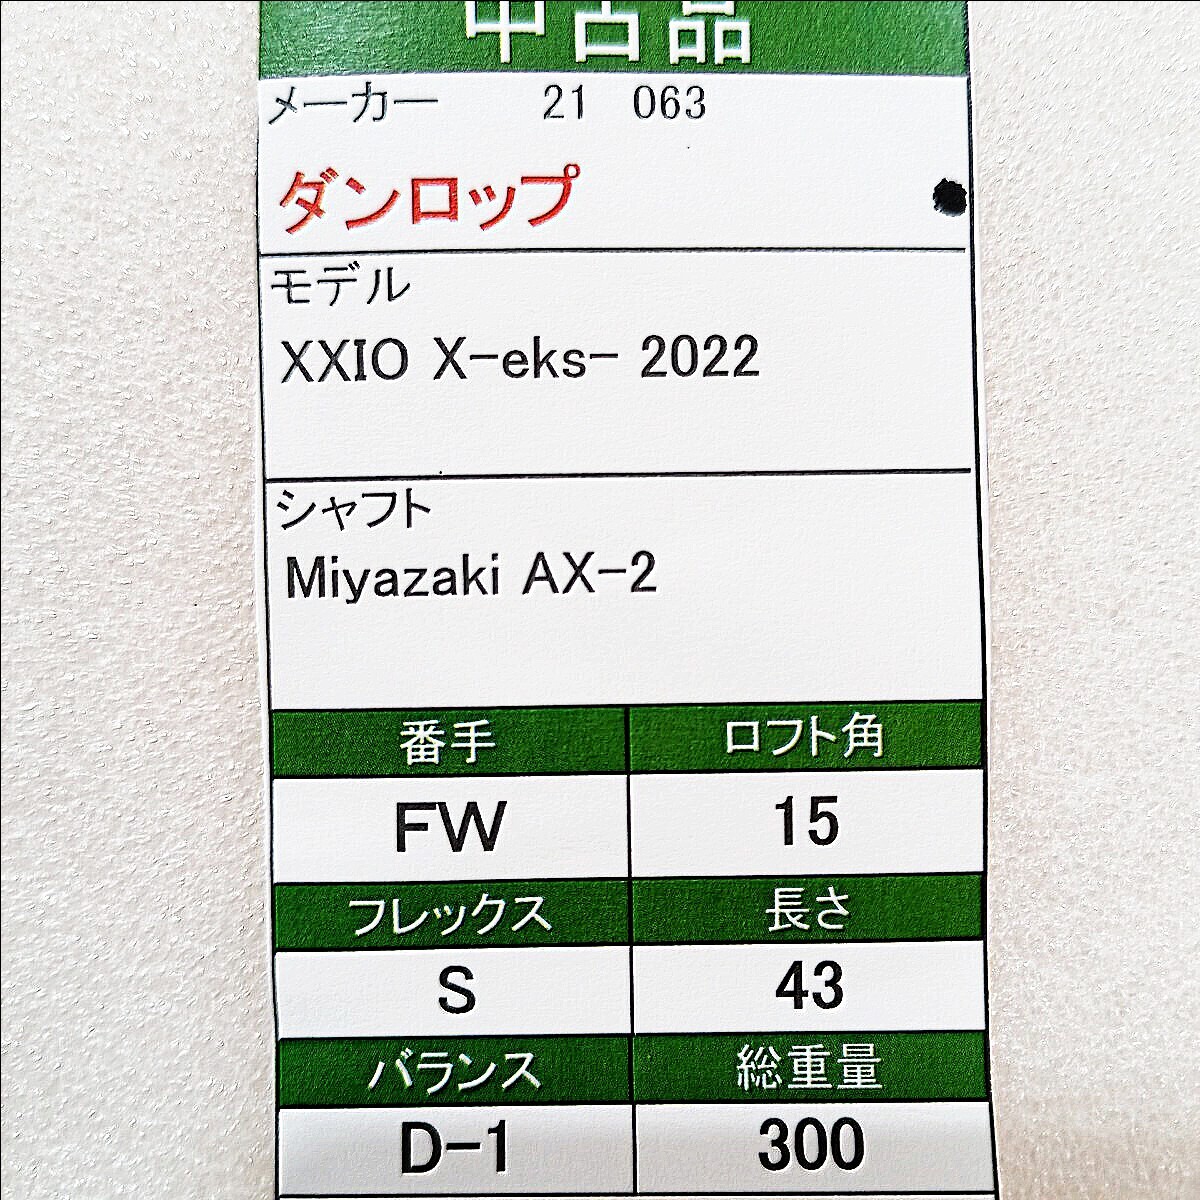 中古品
メーカー 21 063
ダンロップ
モデル
XXIO X-eks- 2022
シャフト
Miyazaki AX-2
番手 ロフト角
FW 15
フレックス 長さ
S 43
バランス 総重量
D-1 300